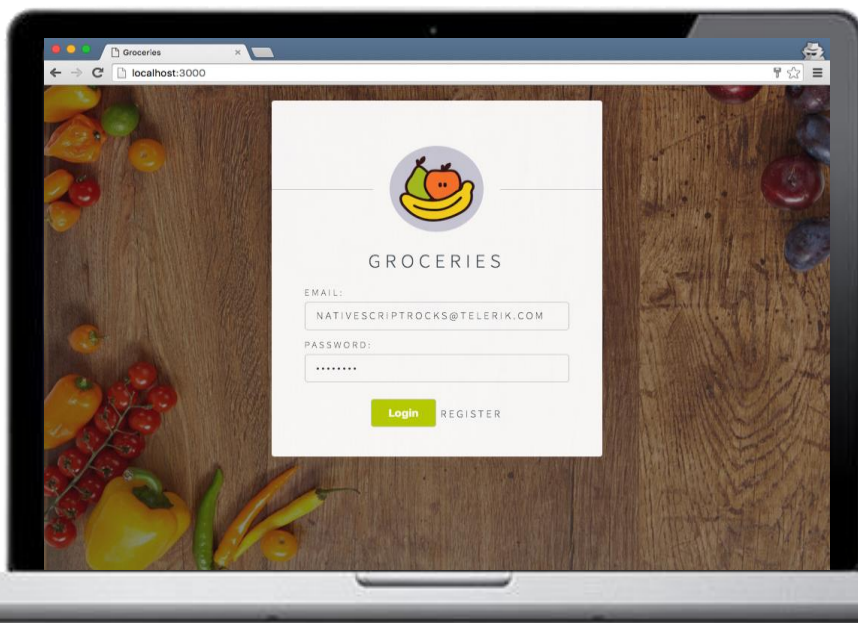 Groceries
localhost:3000
GROCERIES
EMAIL:
NATIVESCRIPTROCKS@TELERIK.COM
PASSWORD:
••••••••
Login REGISTER